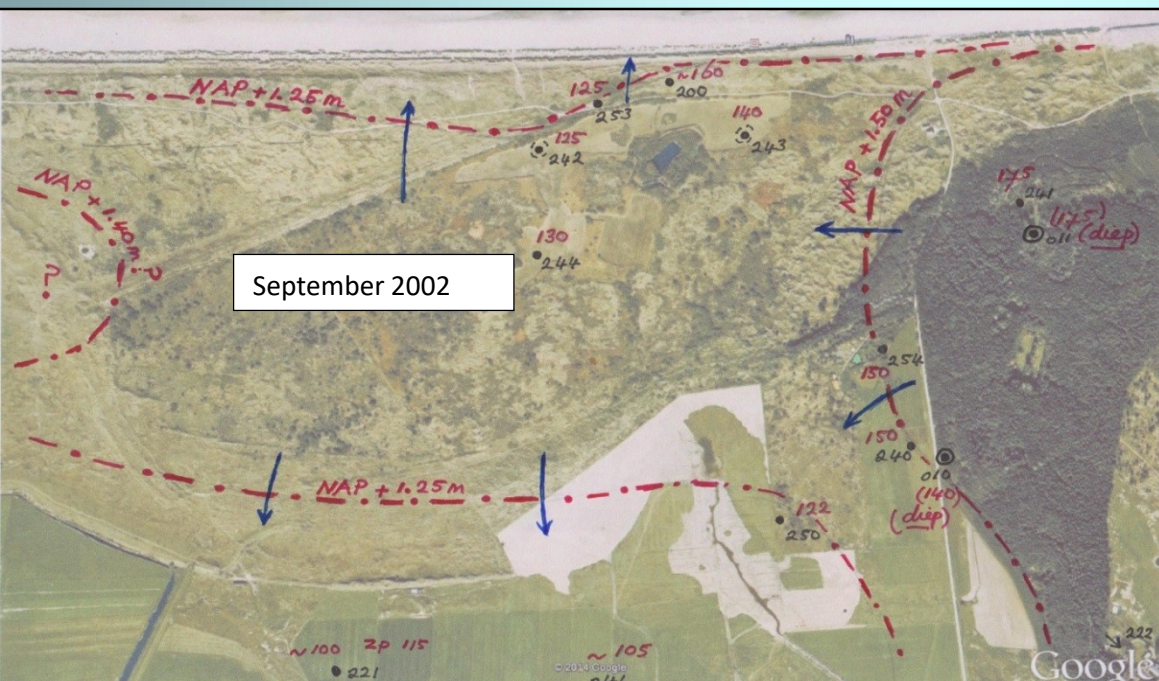 NAP + 1.25 m
125
253
~160
200
125
242
140
243
NAP + 1.50 m
NAP + 1.40 m
?
?
130
244
September 2002
175
241
(175)
011 (diep)
254
150
150
240
010
(140)
(diep)
NAP + 1.25 m
122
250
~100 zp 115
221
~ 105
© 2014 Google
222
Google